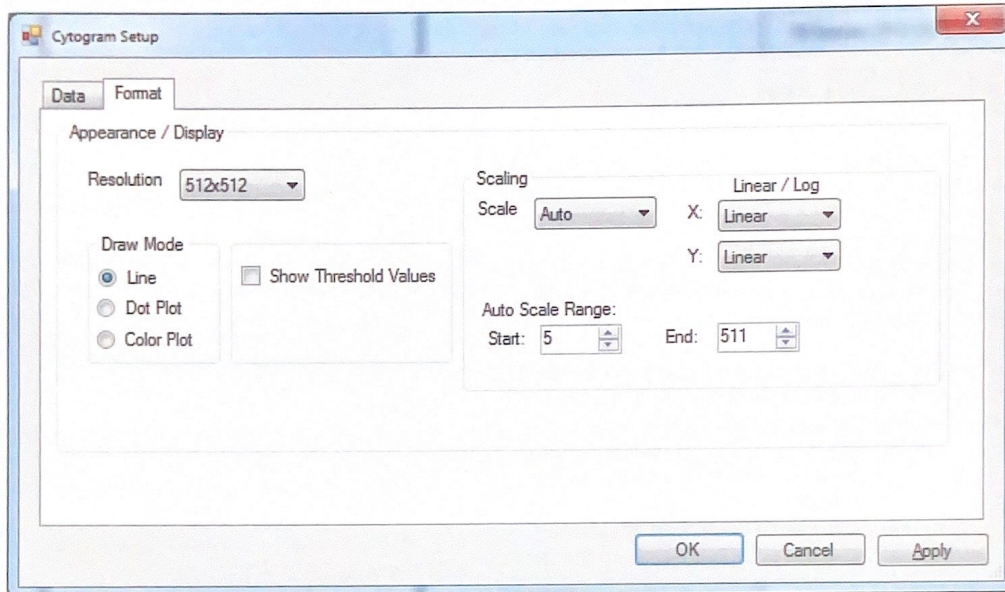 Cytogram Setup
X
Data Format
Appearance / Display
Resolution 512x512
Scaling
Linear / Log
Scale Auto X: Linear
Y: Linear
Draw Mode
Line
Dot Plot
Color Plot
Show Threshold Values
Auto Scale Range:
Start: 5 End: 511
OK Cancel Apply